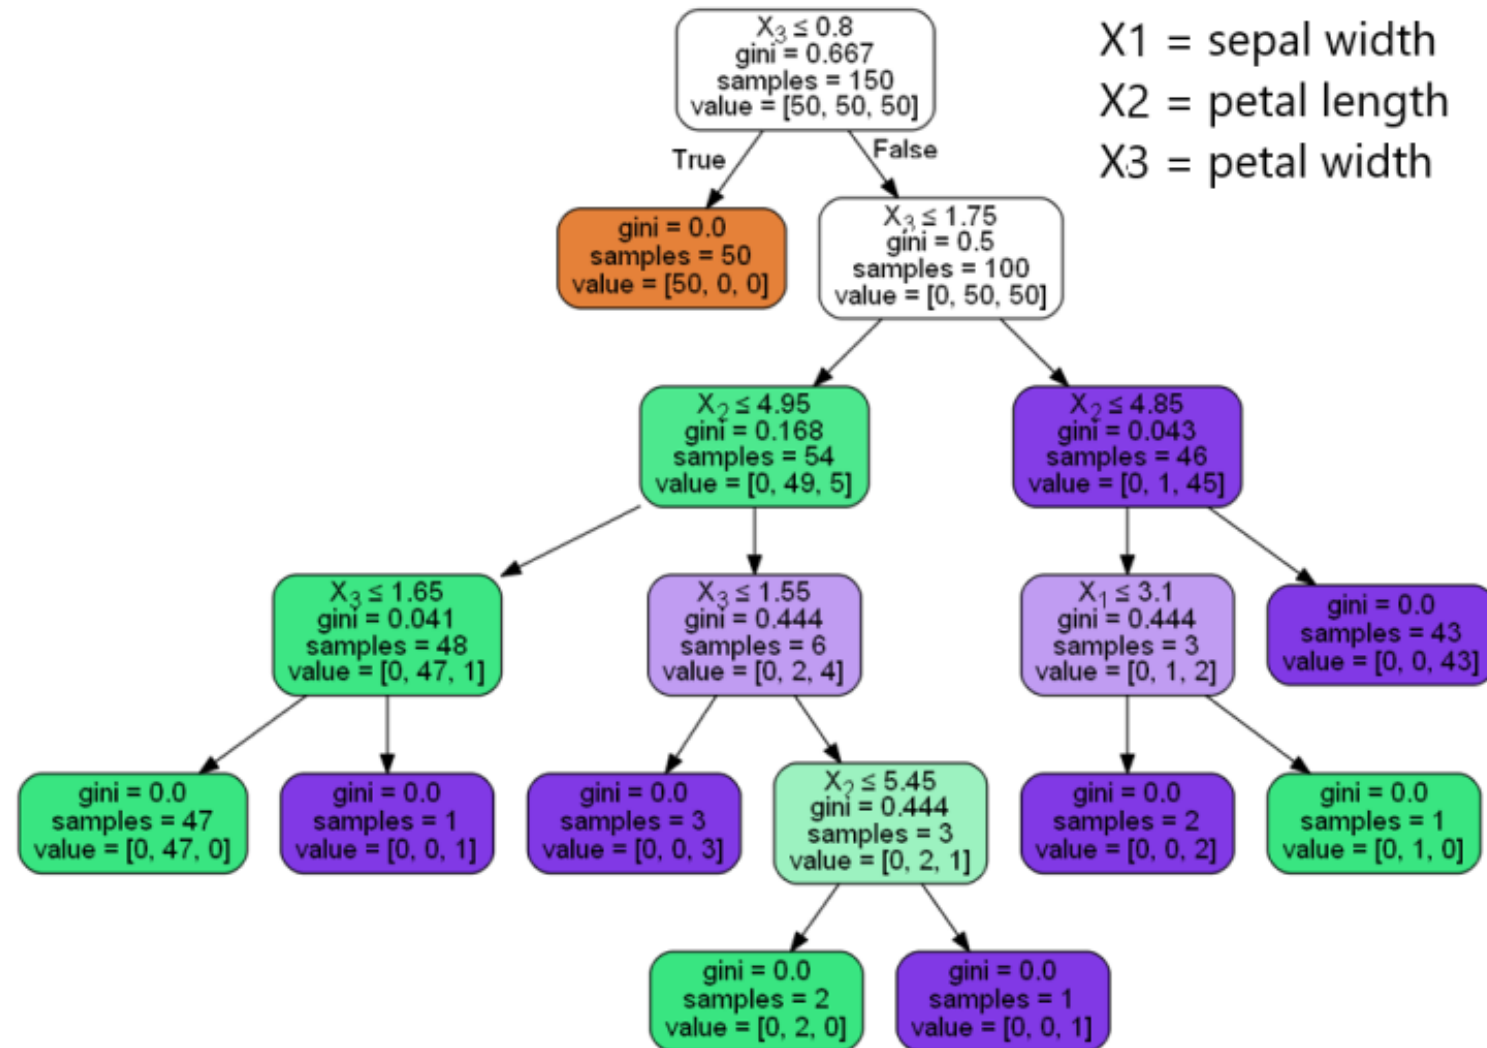 X3 ≤ 0.8
gini = 0.667
samples = 150
value = [50, 50, 50]
X1 = sepal width
X2 = petal length
X3 = petal width
True
False
gini = 0.0
samples = 50
value = [50, 0, 0]
X3 ≤ 1.75
gini = 0.5
samples = 100
value = [0, 50, 50]
X2 ≤ 4.95
gini = 0.168
samples = 54
value = [0, 49, 5]
X2 ≤ 4.85
gini = 0.043
samples = 46
value = [0, 1, 45]
X3 ≤ 1.65
gini = 0.041
samples = 48
value = [0, 47, 1]
X3 ≤ 1.55
gini = 0.444
samples = 6
value = [0, 2, 4]
X1 ≤ 3.1
gini = 0.444
samples = 3
value = [0, 1, 2]
gini = 0.0
samples = 43
value = [0, 0, 43]
gini = 0.0
samples = 47
value = [0, 47, 0]
gini = 0.0
samples = 1
value = [0, 0, 1]
gini = 0.0
samples = 3
value = [0, 0, 3]
X2 ≤ 5.45
gini = 0.444
samples = 3
value = [0, 2, 1]
gini = 0.0
samples = 2
value = [0, 0, 2]
gini = 0.0
samples = 1
value = [0, 1, 0]
gini = 0.0
samples = 2
value = [0, 2, 0]
gini = 0.0
samples = 1
value = [0, 0, 1]